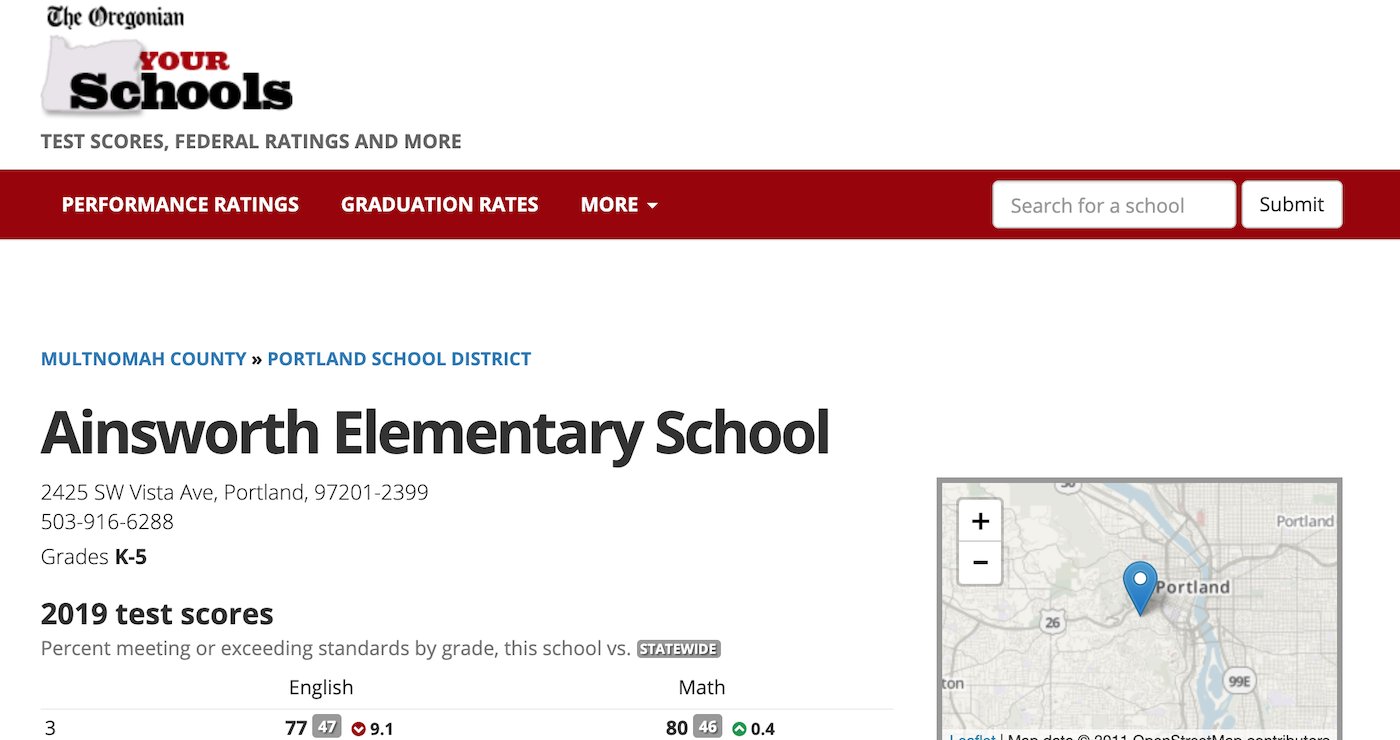 The Oregonian
YOUR
Schools
TEST SCORES, FEDERAL RATINGS AND MORE
PERFORMANCE RATINGS GRADUATION RATES MORE Search for a school Submit
MULTNOMAH COUNTY » PORTLAND SCHOOL DISTRICT
Ainsworth Elementary School
2425 SW Vista Ave, Portland, 97201-2399
503-916-6288
Grades K-5
2019 test scores
Percent meeting or exceeding standards by grade, this school vs. STATEWIDE
English Math
3 77 47 9.1 80 46 0.4
+
−
30
Portland
Portland
26
99E
ton
Leaflet | Map data © 2011 OpenStreetMap contributors